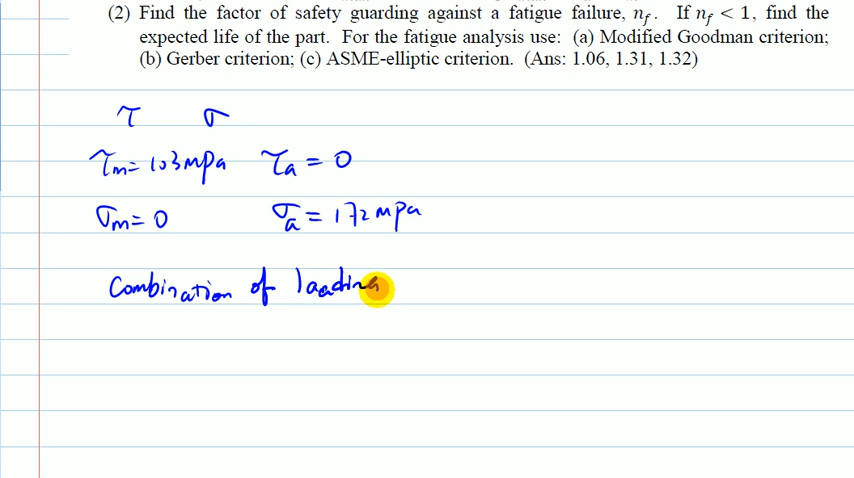 (2) Find the factor of safety guarding against a fatigue failure, n_f. If n_f < 1, find the
expected life of the part. For the fatigue analysis use: (a) Modified Goodman criterion;
(b) Gerber criterion; (c) ASME-elliptic criterion. (Ans: 1.06, 1.31, 1.32)
τ σ
τm = 103 mpa τa = 0
σm = 0 σa = 172 mpa
Combination of loading